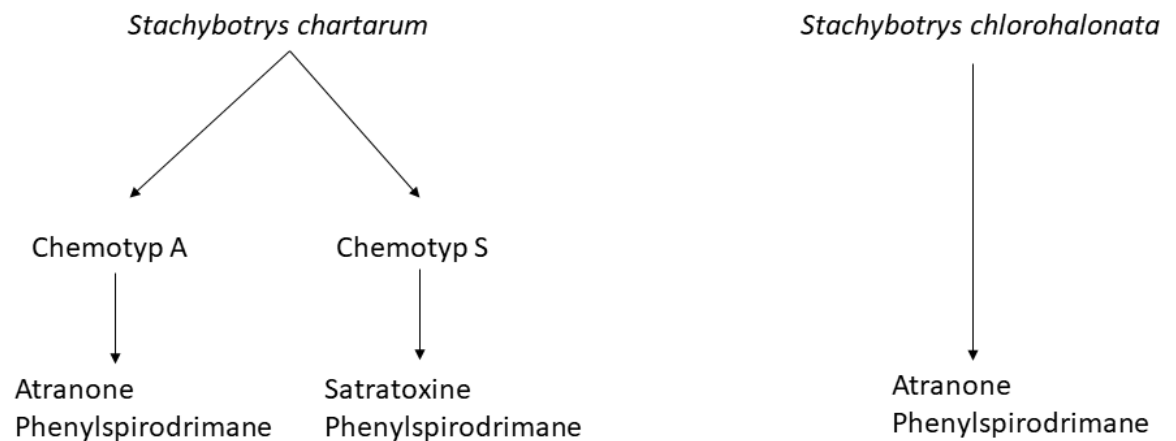 Stachybotrys chartarum
Stachybotrys chlorohalonata
Chemotyp A
Chemotyp S
Atranone
Phenylspirodrimane
Satratoxine
Phenylspirodrimane
Atranone
Phenylspirodrimane